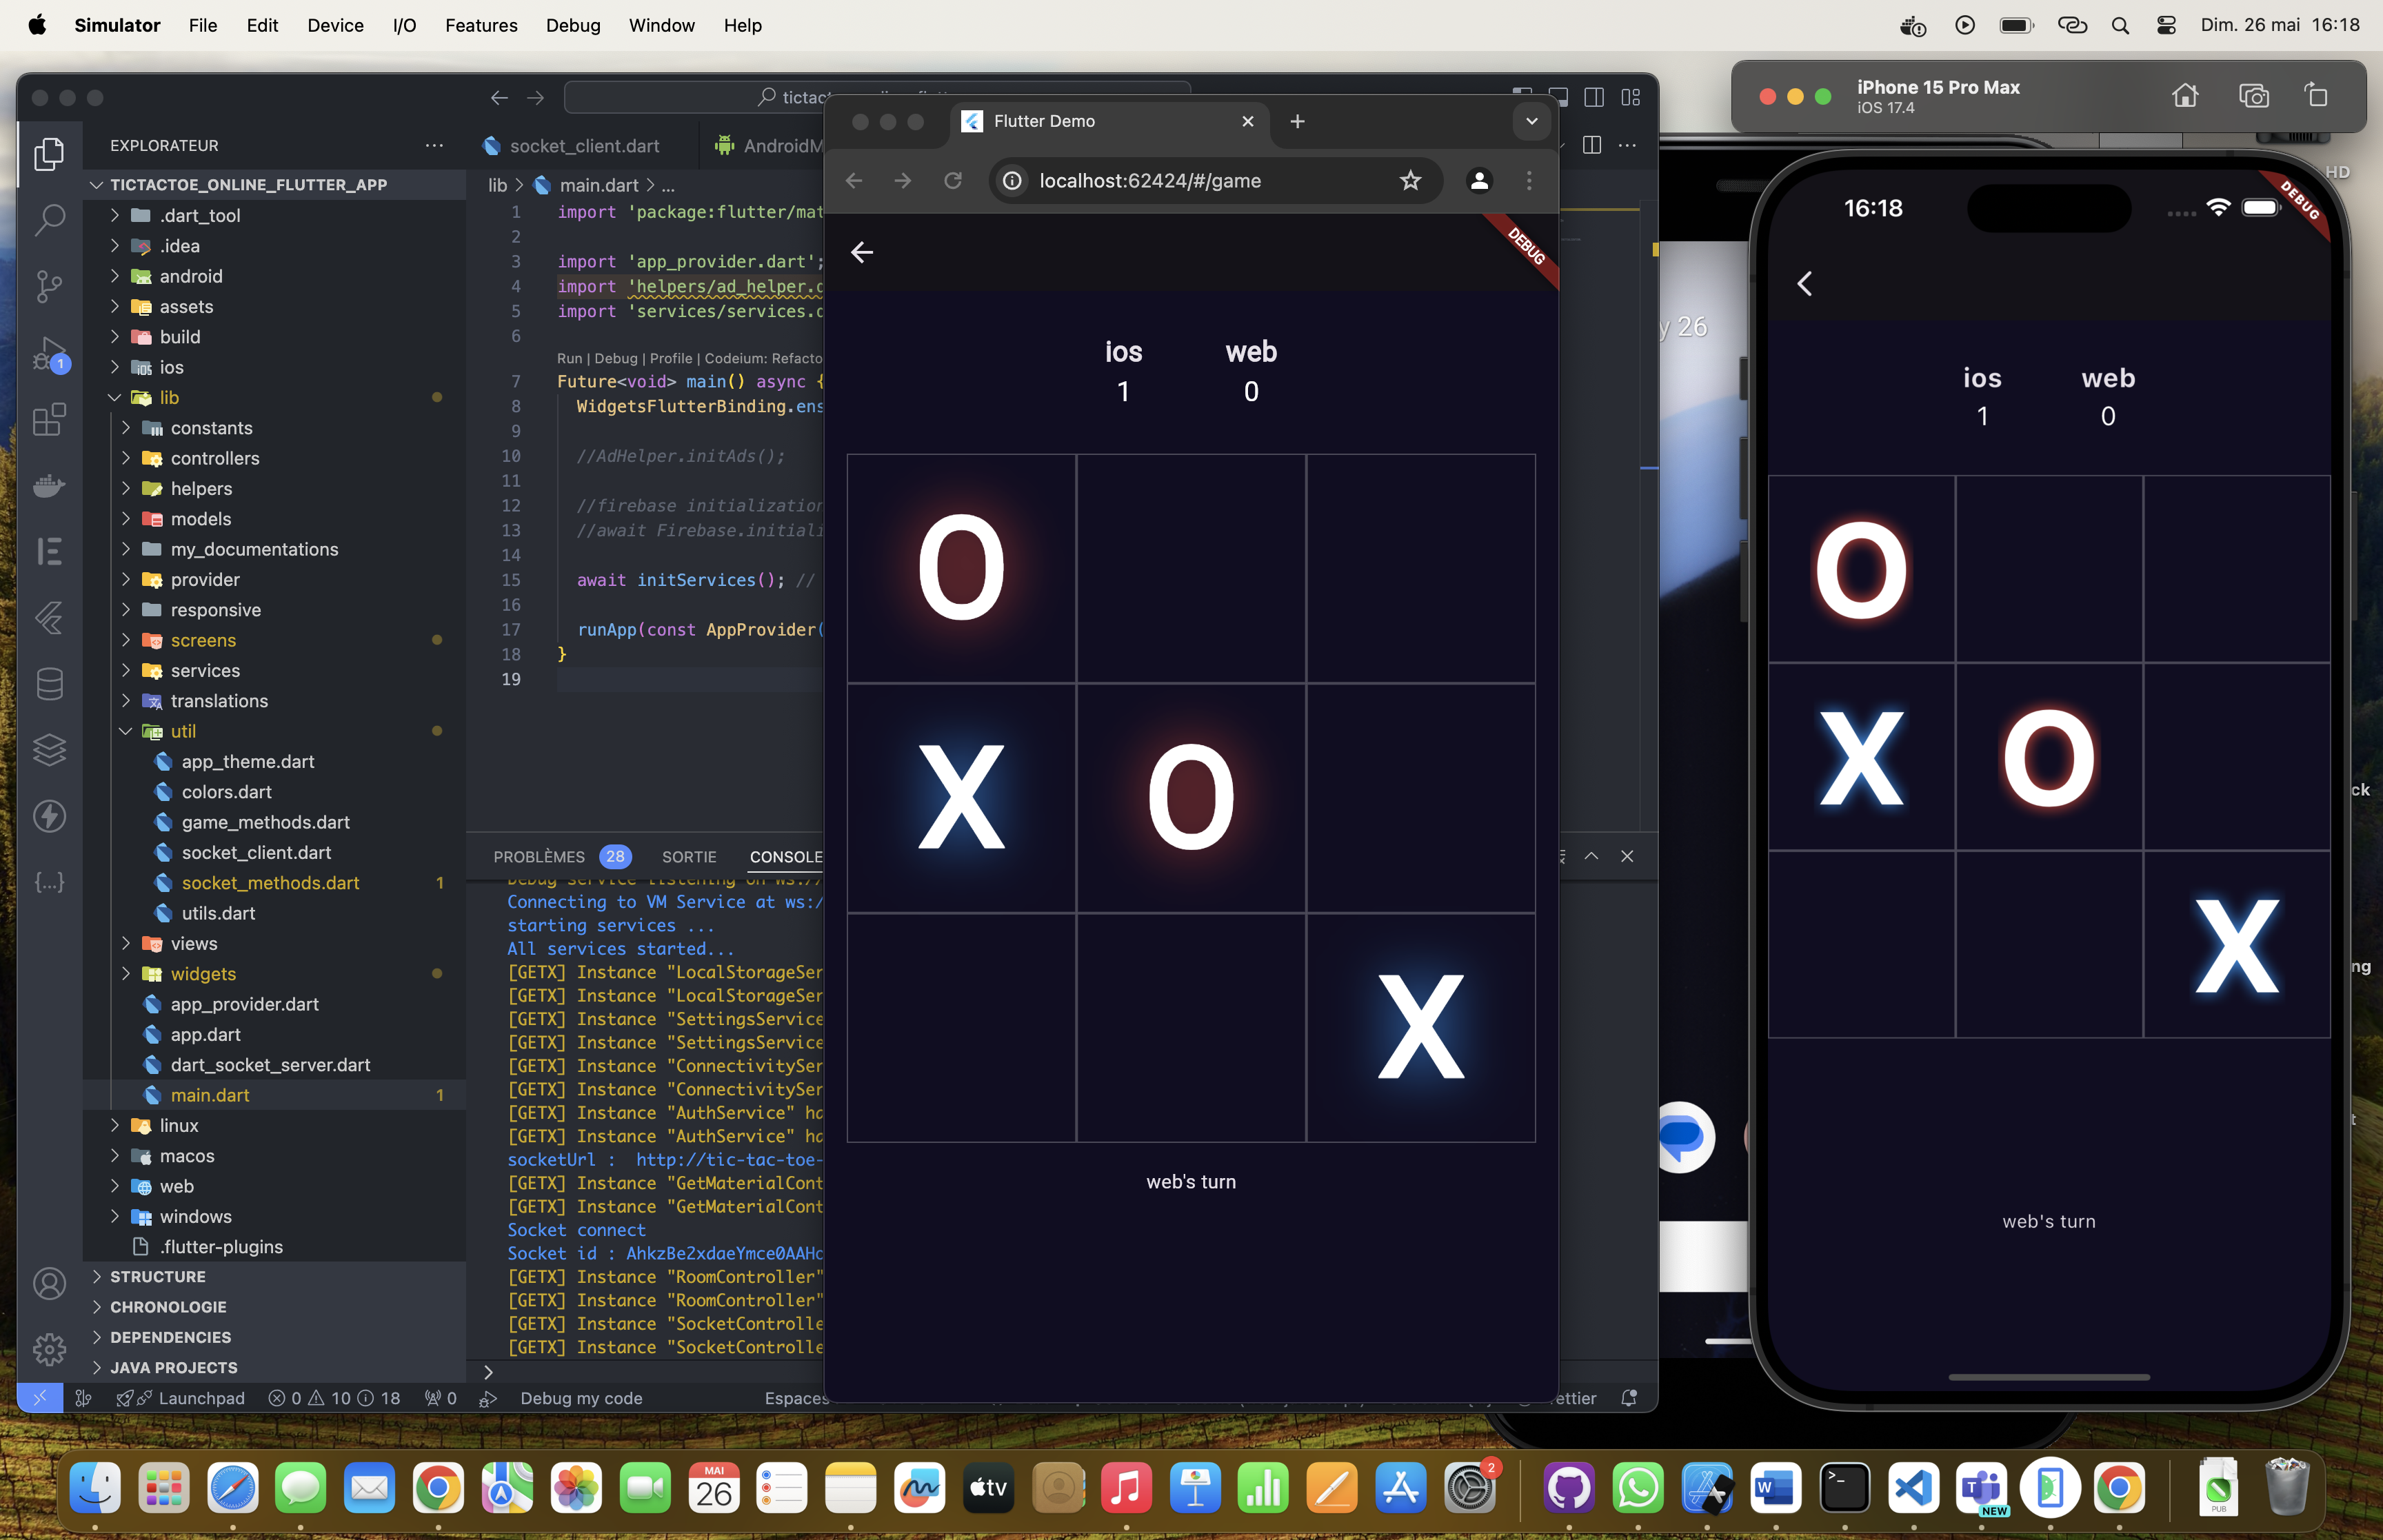 Simulator File Edit Device I/O Features Debug Window Help
Dim. 26 mai 16:18
EXPLORATEUR
TICTACTOE_ONLINE_FLUTTER_APP
.dart_tool
.idea
android
assets
build
ios
lib
constants
controllers
helpers
models
my_documentations
provider
responsive
screens
services
translations
util
app_theme.dart
colors.dart
game_methods.dart
socket_client.dart
socket_methods.dart 1
utils.dart
views
widgets
app_provider.dart
app.dart
dart_socket_server.dart
main.dart 1
linux
macos
web
windows
.flutter-plugins
STRUCTURE
CHRONOLOGIE
DEPENDENCIES
JAVA PROJECTS
1
socket_client.dart
lib > main.dart > ...
1 import 'package:flutter/mat
2
3 import 'app_provider.dart';
4 import 'helpers/ad_helper.d
5 import 'services/services.d
6
Run | Debug | Profile | Codeium: Refacto
7 Future<void> main() async {
8 WidgetsFlutterBinding.ens
9
10 //AdHelper.initAds();
11
12 //firebase initialization
13 //await Firebase.initiali
14
15 await initServices(); //
16
17 runApp(const AppProvider(
18 }
19
PROBLÈMES 28 SORTIE CONSOLE
Connecting to VM Service at ws:/
starting services ...
All services started...
[GETX] Instance "LocalStorageSer
[GETX] Instance "LocalStorageSer
[GETX] Instance "SettingsService
[GETX] Instance "SettingsService
[GETX] Instance "ConnectivitySer
[GETX] Instance "ConnectivitySer
[GETX] Instance "AuthService" ha
[GETX] Instance "AuthService" ha
socketUrl : http://tic-tac-toe-
[GETX] Instance "GetMaterialCont
[GETX] Instance "GetMaterialCont
Socket connect
Socket id : AhkzBe2xdaeYmce0AAHc
[GETX] Instance "RoomController"
[GETX] Instance "RoomController"
[GETX] Instance "SocketControlle
[GETX] Instance "SocketControlle
Launchpad 0 10 18 0 Debug my code Espaces
Flutter Demo
localhost:62424/#/game
DEBUG
ios web
1 0
O
X O
X
web's turn
iPhone 15 Pro Max
iOS 17.4
16:18
DEBUG
ios web
1 0
O
X O
X
web's turn
HD
26
MAI
26
tv
2
NEW
PUB